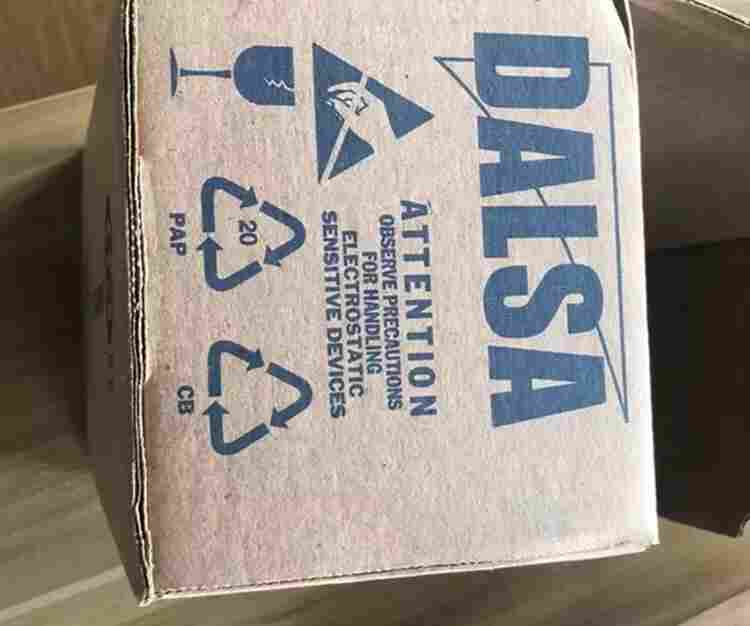 DALSA
ATTENTION
OBSERVE PRECAUTIONS
FOR HANDLING
ELECTROSTATIC
SENSITIVE DEVICES
20
PAP
CB